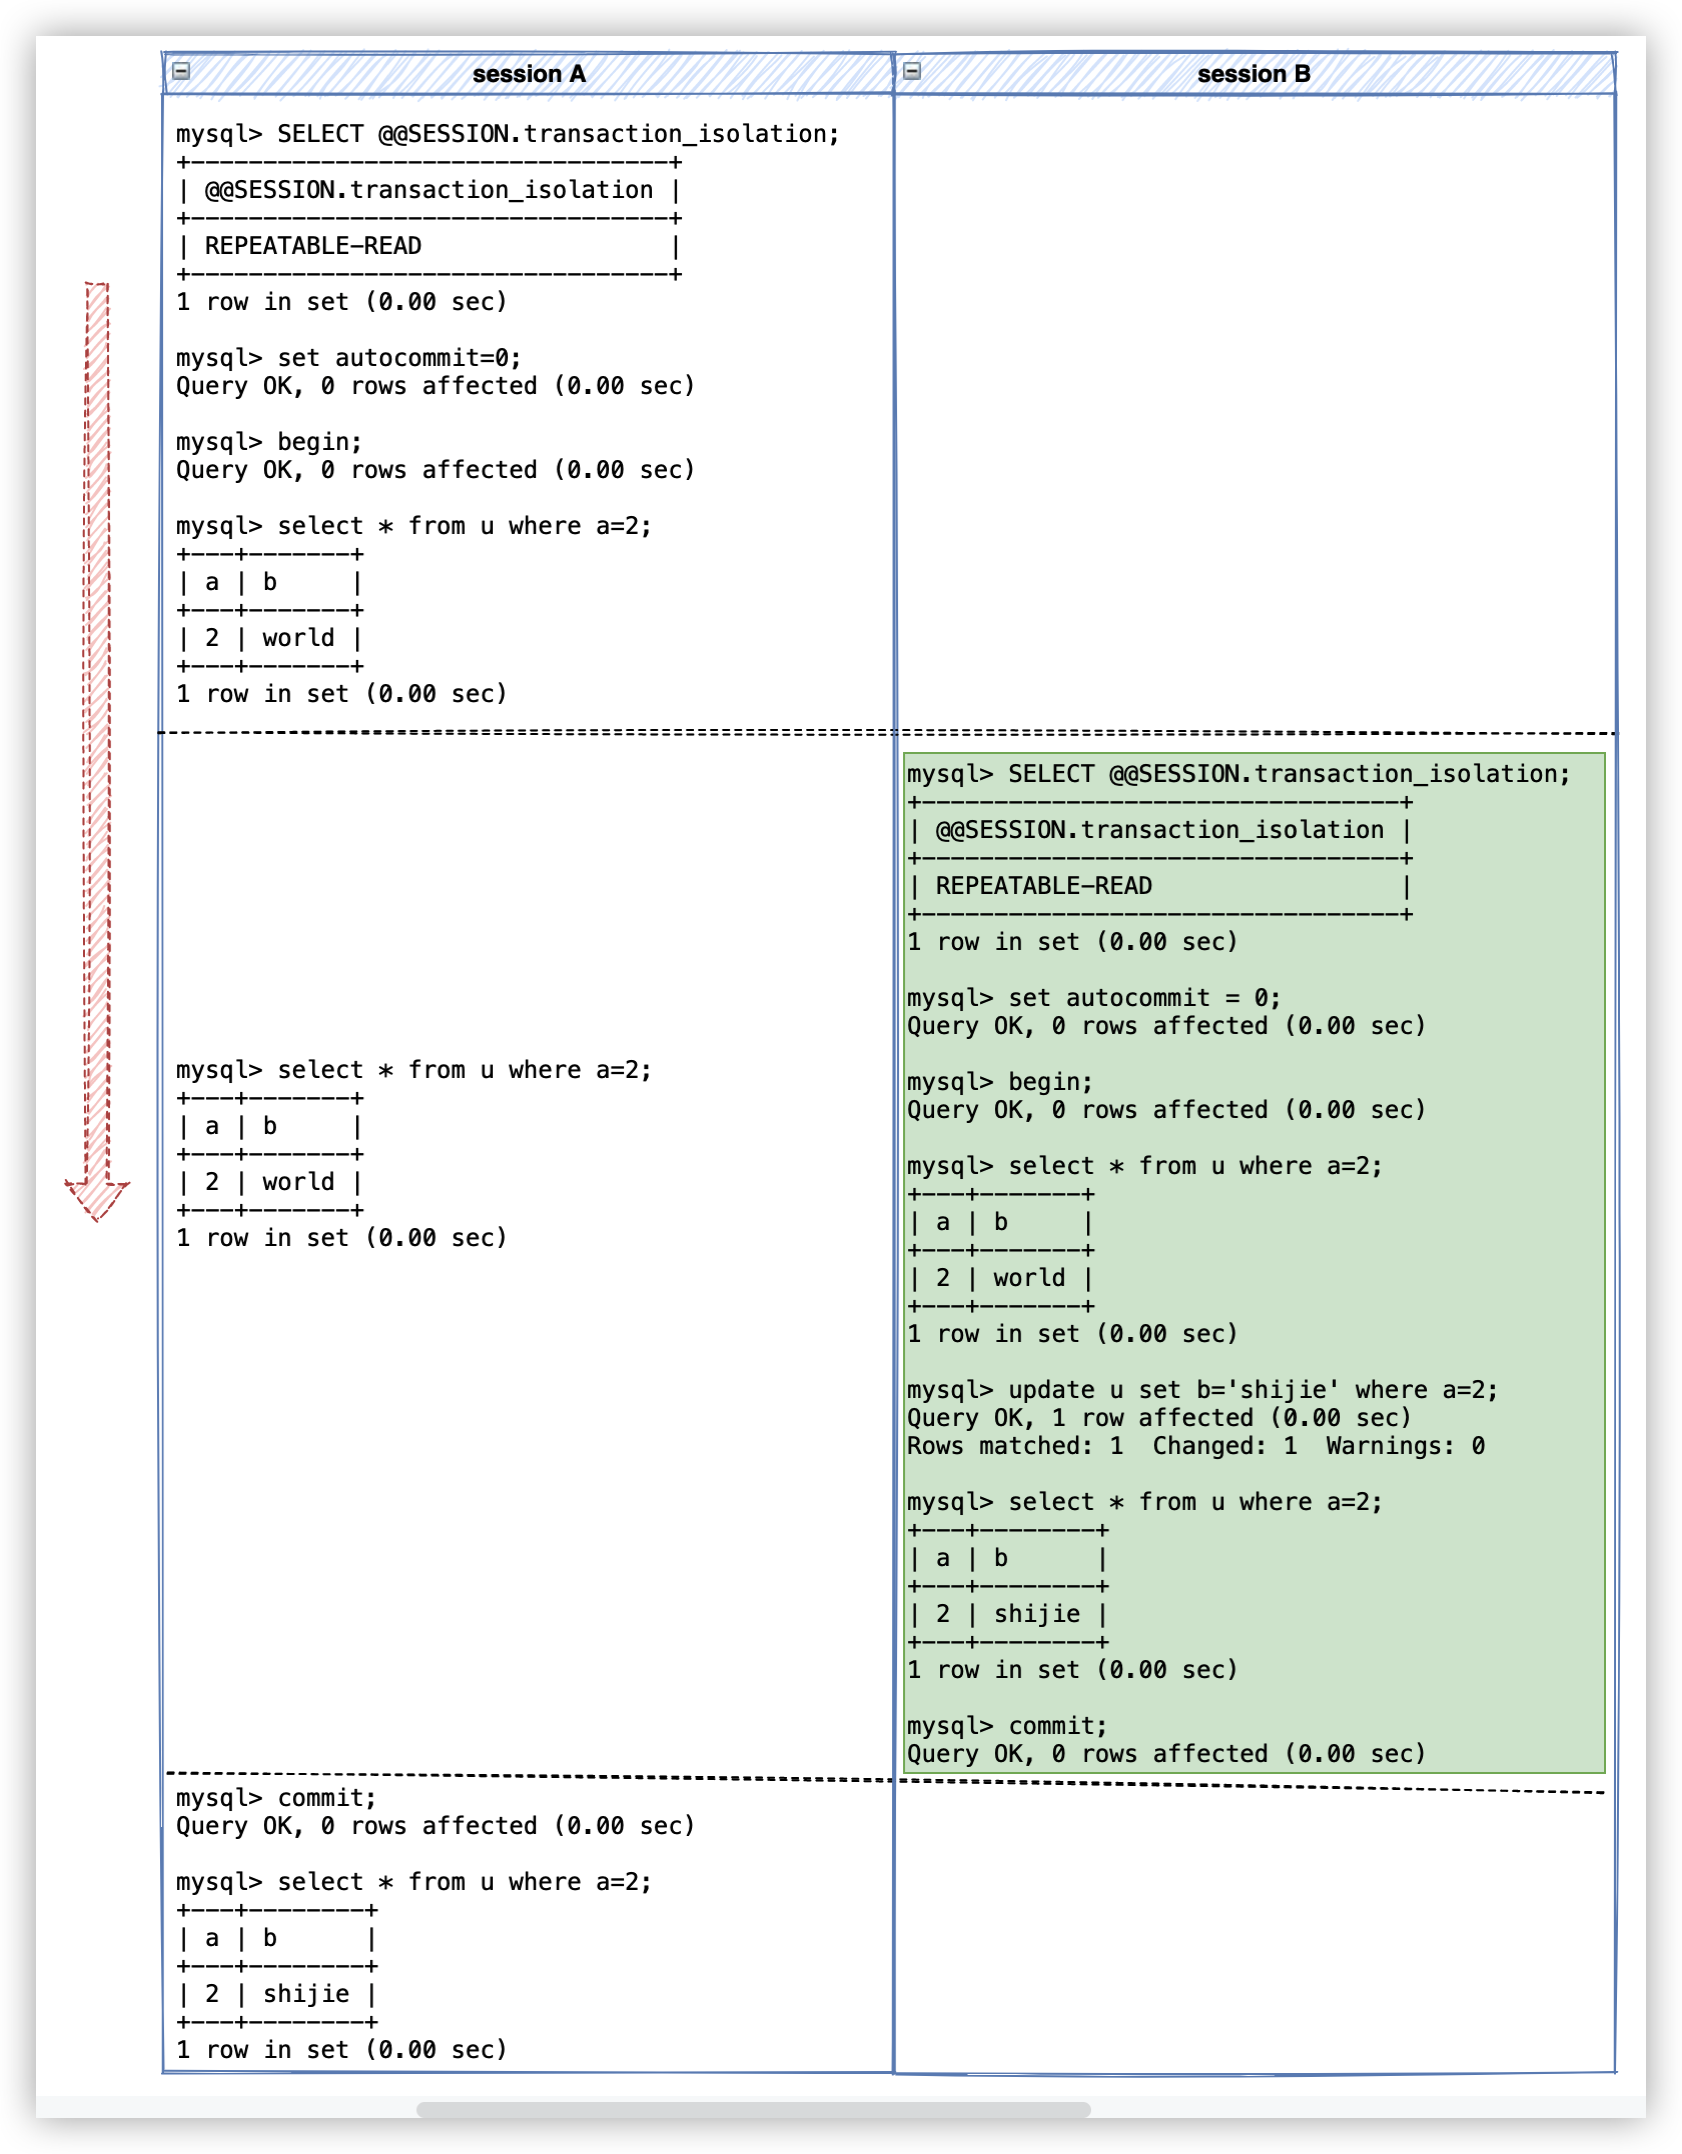 session A
mysql> SELECT @@SESSION.transaction_isolation;
+---------------------------------+
| @@SESSION.transaction_isolation |
+---------------------------------+
| REPEATABLE-READ                 |
+---------------------------------+
1 row in set (0.00 sec)
mysql> set autocommit=0;
Query OK, 0 rows affected (0.00 sec)
mysql> begin;
Query OK, 0 rows affected (0.00 sec)
mysql> select * from u where a=2;
+---+-------+
| a | b     |
+---+-------+
| 2 | world |
+---+-------+
1 row in set (0.00 sec)
mysql> select * from u where a=2;
+---+-------+
| a | b     |
+---+-------+
| 2 | world |
+---+-------+
1 row in set (0.00 sec)
mysql> commit;
Query OK, 0 rows affected (0.00 sec)
mysql> select * from u where a=2;
+---+--------+
| a | b      |
+---+--------+
| 2 | shijie |
+---+--------+
1 row in set (0.00 sec)
session B
mysql> SELECT @@SESSION.transaction_isolation;
+---------------------------------+
| @@SESSION.transaction_isolation |
+---------------------------------+
| REPEATABLE-READ                 |
+---------------------------------+
1 row in set (0.00 sec)
mysql> set autocommit = 0;
Query OK, 0 rows affected (0.00 sec)
mysql> begin;
Query OK, 0 rows affected (0.00 sec)
mysql> select * from u where a=2;
+---+-------+
| a | b     |
+---+-------+
| 2 | world |
+---+-------+
1 row in set (0.00 sec)
mysql> update u set b='shijie' where a=2;
Query OK, 1 row affected (0.00 sec)
Rows matched: 1  Changed: 1  Warnings: 0
mysql> select * from u where a=2;
+---+--------+
| a | b      |
+---+--------+
| 2 | shijie |
+---+--------+
1 row in set (0.00 sec)
mysql> commit;
Query OK, 0 rows affected (0.00 sec)